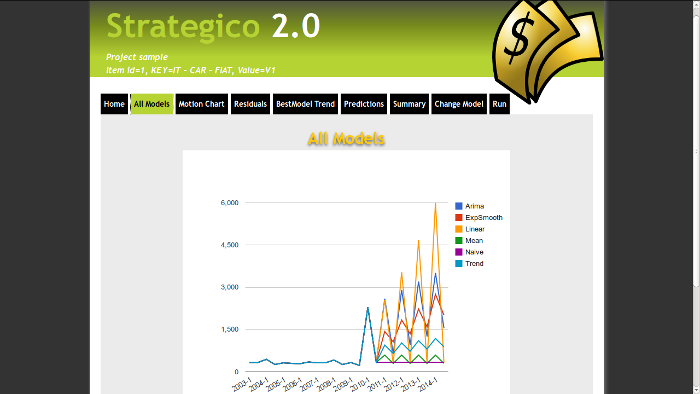 Strategico 2.0
Project sample
Item id=1, KEY=IT - CAR - FIAT, Value=V1
$
Home All Models Motion Chart Residuals BestModel Trend Predictions Summary Change Model Run
All Models
6,000
4,500
3,000
1,500
0
Arima
ExpSmooth
Linear
Mean
Naive
Trend
2003-1 2004-1 2005-1 2006-1 2007-1 2008-1 2009-1 2010-1 2011-1 2012-1 2013-1 2014-1